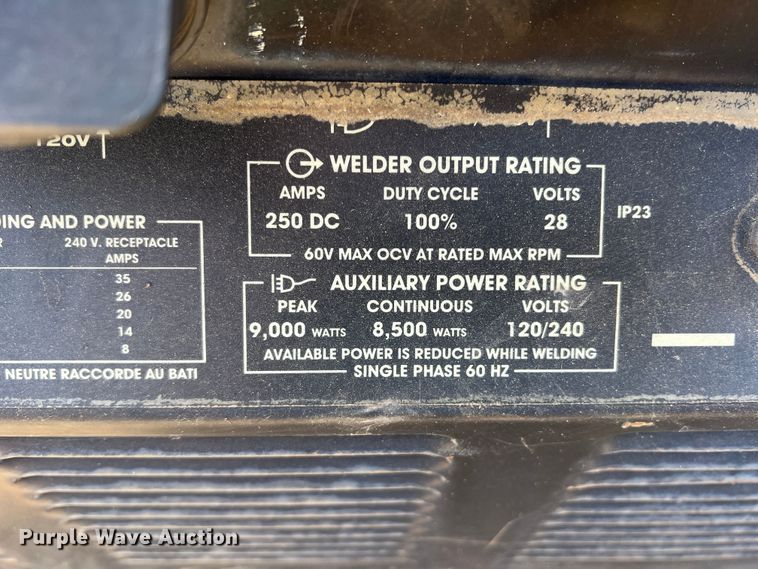 120V
WELDER OUTPUT RATING
AMPS DUTY CYCLE VOLTS
250 DC 100% 28
60V MAX OCV AT RATED MAX RPM
IP23
AND POWER
240 V. RECEPTACLE
AMPS
35
26
20
14
8
NEUTRE RACCORDE AU BATI
AUXILIARY POWER RATING
PEAK CONTINUOUS VOLTS
9,000 WATTS 8,500 WATTS 120/240
AVAILABLE POWER IS REDUCED WHILE WELDING
SINGLE PHASE 60 HZ
Purple Wave Auction